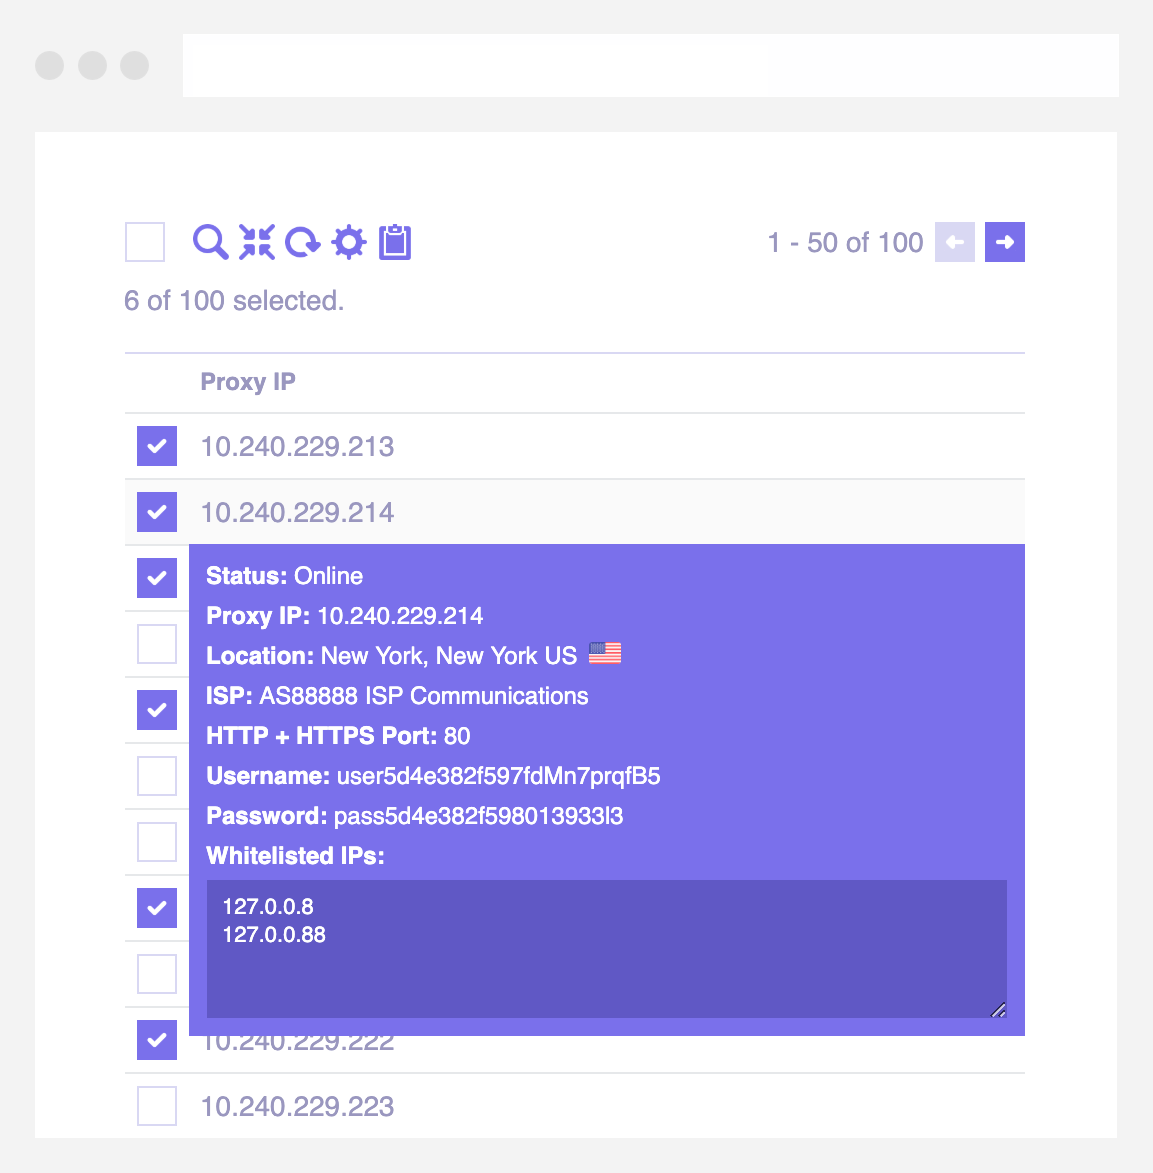 1 - 50 of 100
6 of 100 selected.
Proxy IP
10.240.229.213
10.240.229.214
Status: Online
Proxy IP: 10.240.229.214
Location: New York, New York US
ISP: AS88888 ISP Communications
HTTP + HTTPS Port: 80
Username: user5d4e382f597fdMn7prqfB5
Password: pass5d4e382f598013933l3
Whitelisted IPs:
127.0.0.8
127.0.0.88
10.240.229.222
10.240.229.223